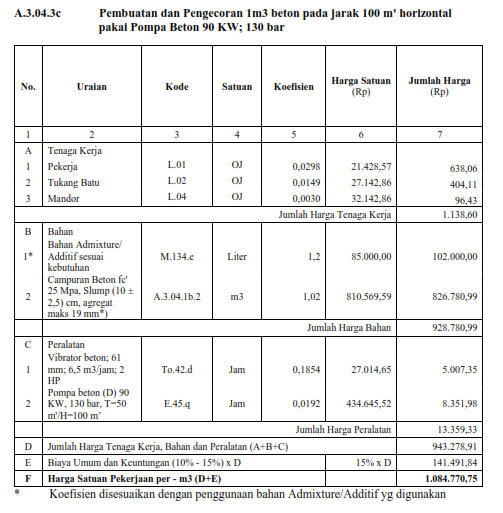 A.3.04.3c Pembuatan dan Pengecoran 1m3 beton pada jarak 100 m' horizontal
pakai Pompa Beton 90 KW; 130 bar
No. Uraian Kode Satuan Koefisien Harga Satuan (Rp) Jumlah Harga (Rp)
1 2 3 4 5 6 7
A Tenaga Kerja
1 Pekerja L.01 OJ 0,0298 21.428,57 638,06
2 Tukang Batu L.02 OJ 0,0149 27.142,86 404,11
3 Mandor L.04 OJ 0,0030 32.142,86 96,43
Jumlah Harga Tenaga Kerja 1.138,60
B Bahan
1* Bahan Admixture/ Additif sesuai kebutuhan M.134.e Liter 1,2 85.000,00 102.000,00
2 Campuran Beton fc' 25 Mpa, Slump (10 ± 2,5) cm, agregat maks 19 mm*) A.3.04.1b.2 m3 1,02 810.569,59 826.780,99
Jumlah Harga Bahan 928.780,99
C Peralatan
1 Vibrator beton; 61 mm; 6,5 m3/jam; 2 HP To.42.d Jam 0,1854 27.014,65 5.007,35
2 Pompa beton (D) 90 KW, 130 bar, T=50 m'/H=100 m’ E.45.q Jam 0,0192 434.645,52 8.351,98
Jumlah Harga Peralatan 13.359,33
D Jumlah Harga Tenaga Kerja, Bahan dan Peralatan (A+B+C) 943.278,91
E Biaya Umum dan Keuntungan (10% - 15%) x D 15% x D 141.491,84
F Harga Satuan Pekerjaan per - m3 (D+E) 1.084.770,75
* Koefisien disesuaikan dengan penggunaan bahan Admixture/Additif yg digunakan